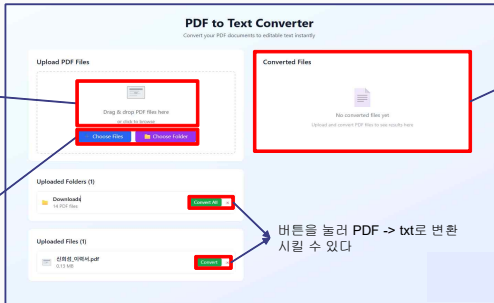 PDF to Text Converter
Convert your PDF documents to editable text instantly
Upload PDF Files
Drag & drop PDF files here
or click to browse
Choose Files
Choose Folder
Converted Files
No converted files yet
Upload and convert PDF files to see results here
Uploaded Folders (1)
Downloads
14 PDF files
Convert All
버튼을 눌러 PDF -> txt로 변환
시킬 수 있다
Uploaded Files (1)
신희성_이력서.pdf
0.13 MB
Convert